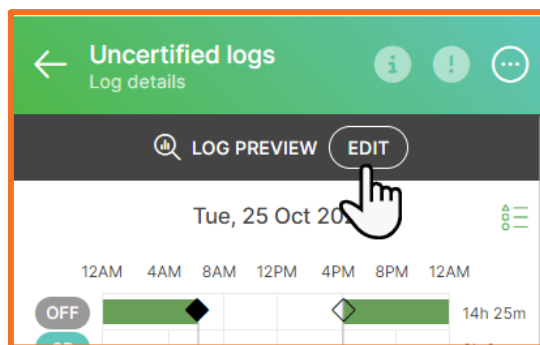 Uncertified logs
Log details
LOG PREVIEW EDIT
Tue, 25 Oct
12AM 4AM 8AM 12PM 4PM 8PM 12AM
OFF 14h 25m